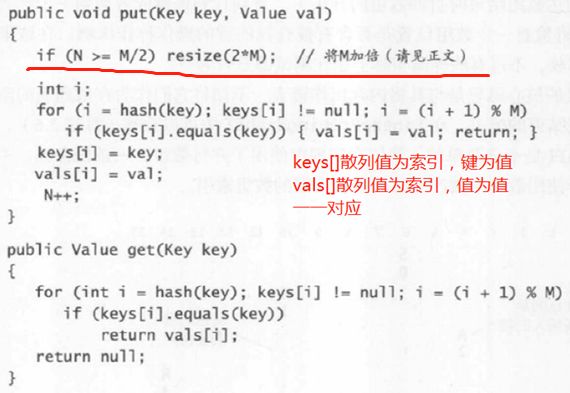 public void put(Key key, Value val)
{
if (N >= M/2) resize(2*M); // 将M加倍（请见正文）
int i;
for (i = hash(key); keys[i] != null; i = (i + 1) % M)
if (keys[i].equals(key)) { vals[i] = val; return; }
keys[i] = key;
vals[i] = val;
N++;
}
keys[]散列值为索引，键为值
vals[]散列值为索引，值为值
一一对应
public Value get(Key key)
{
for (int i = hash(key); keys[i] != null; i = (i + 1) % M)
if (keys[i].equals(key))
return vals[i];
return null;
}